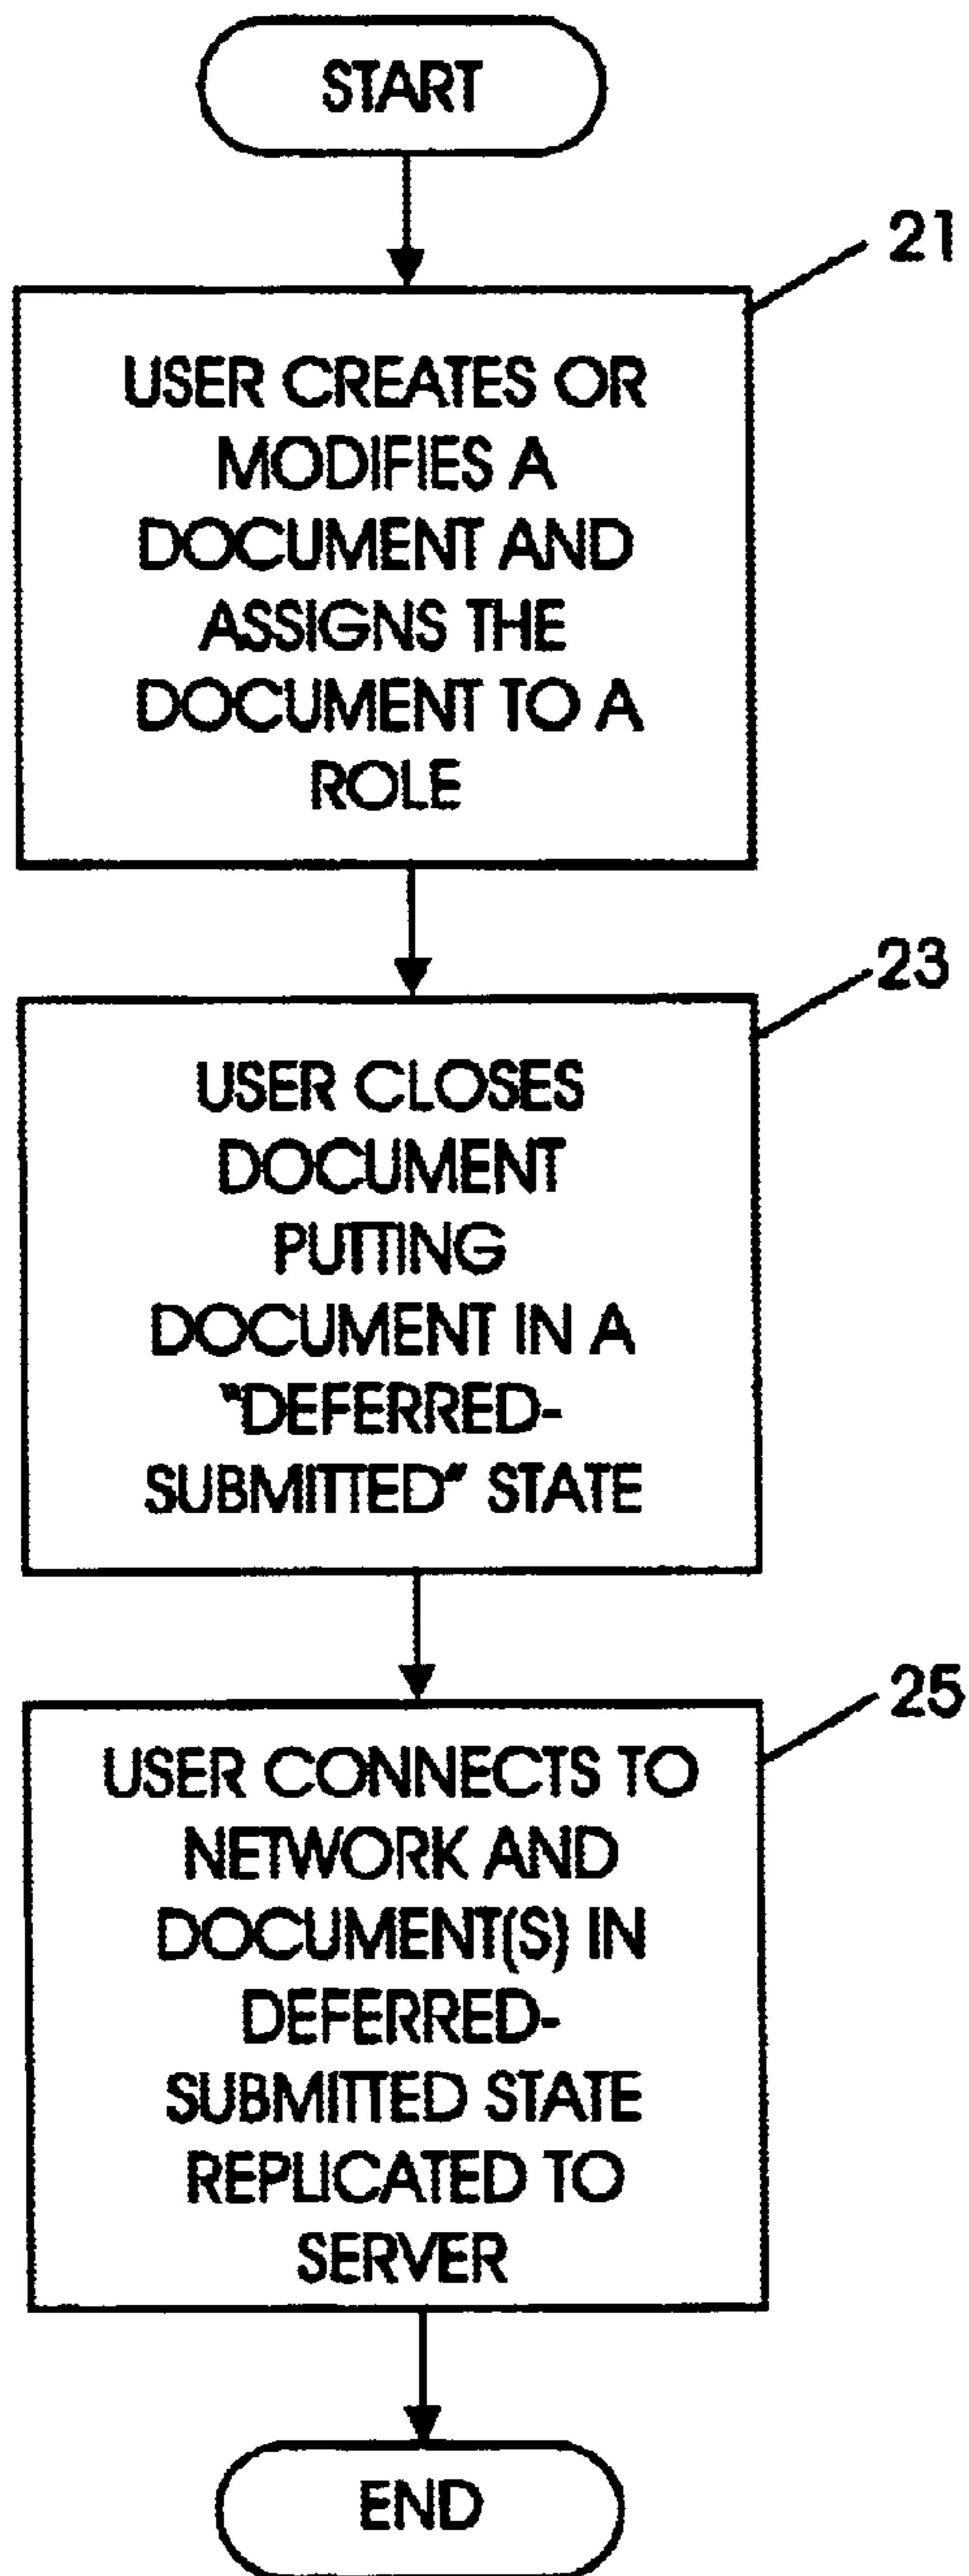 START
21
USER CREATES OR
MODIFIES A
DOCUMENT AND
ASSIGNS THE
DOCUMENT TO A
ROLE
23
USER CLOSES
DOCUMENT
PUTTING
DOCUMENT IN A
"DEFERRED-
SUBMITTED" STATE
25
USER CONNECTS TO
NETWORK AND
DOCUMENT(S) IN
DEFERRED-
SUBMITTED STATE
REPLICATED TO
SERVER
END